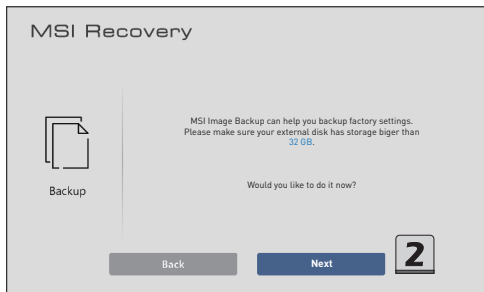 MSI Recovery
MSI Image Backup can help you backup factory settings.
Please make sure your external disk has storage biger than
32 GB.
Backup
Would you like to do it now?
Back
Next
2